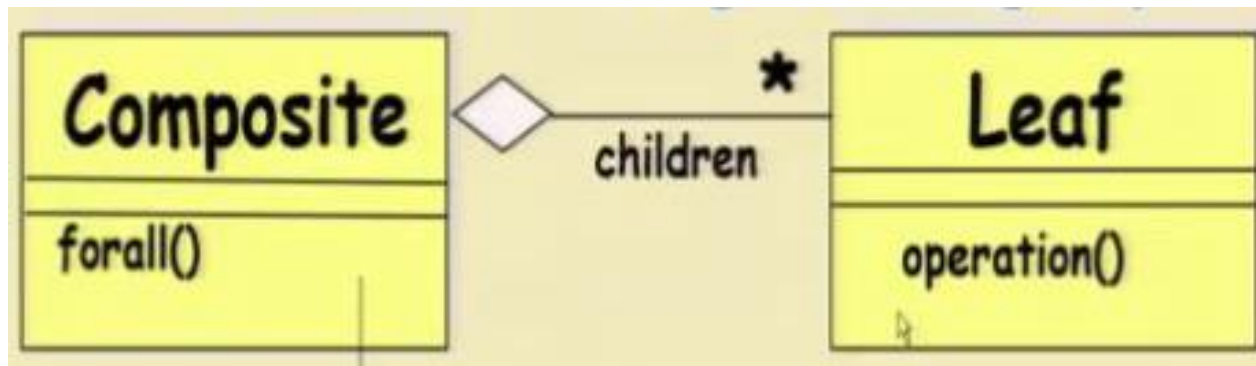 Composite
*
Leaf
children
forall()
operation()